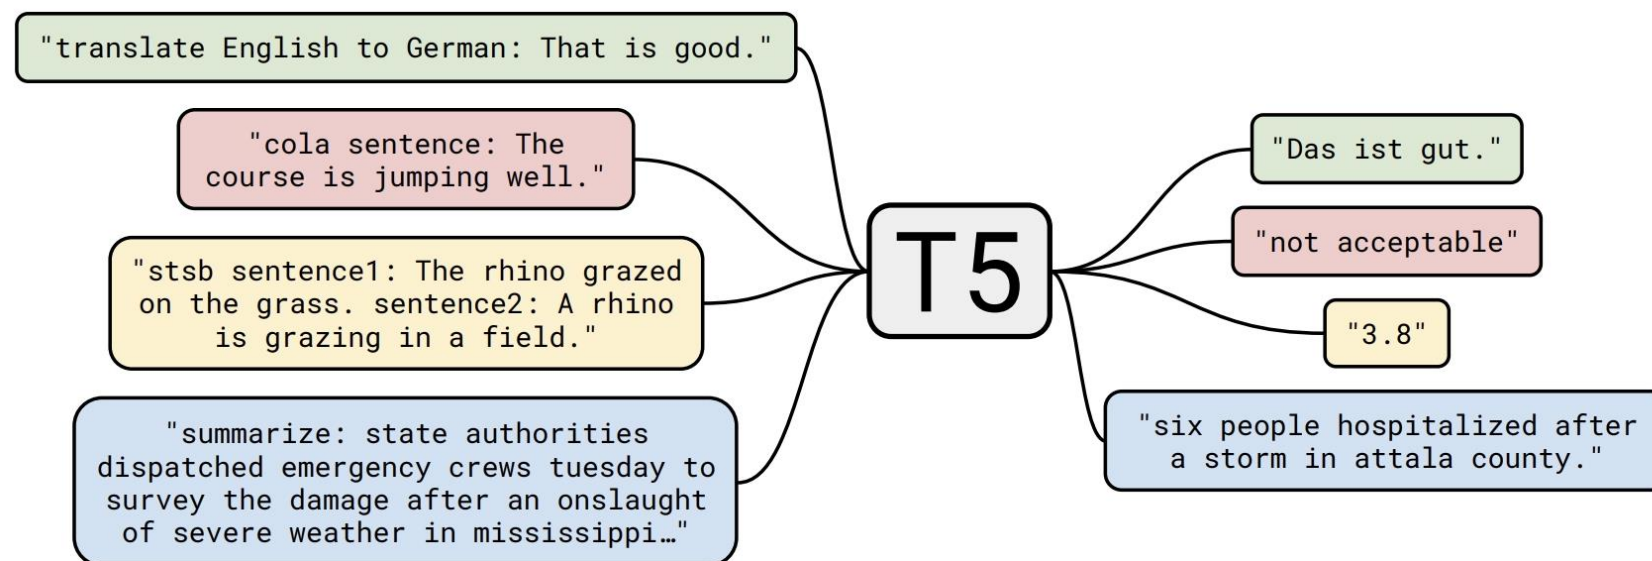 "translate English to German: That is good."
"cola sentence: The
course is jumping well."
"stsb sentence1: The rhino grazed
on the grass. sentence2: A rhino
is grazing in a field."
"summarize: state authorities
dispatched emergency crews tuesday to
survey the damage after an onslaught
of severe weather in mississippi…"
T5
"Das ist gut."
"not acceptable"
"3.8"
"six people hospitalized after
a storm in attala county."